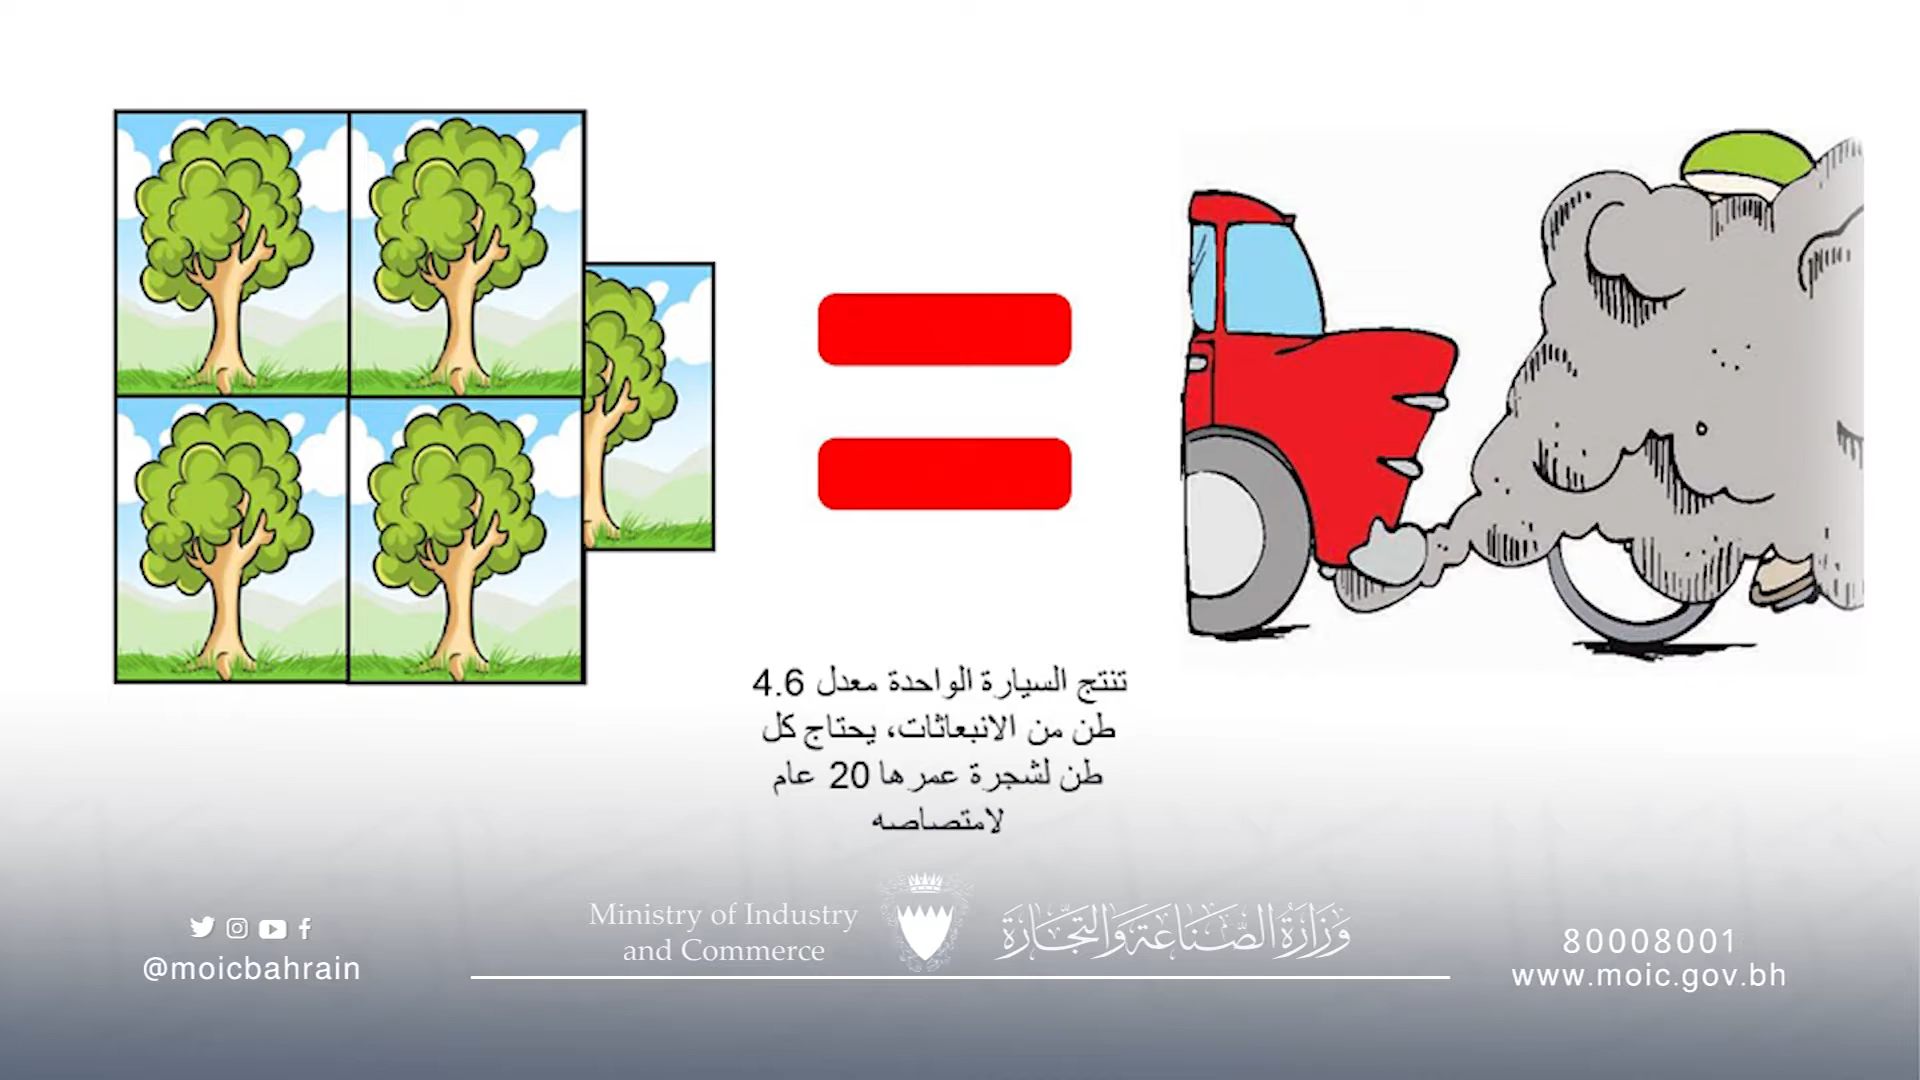 تنتج السيارة الواحدة معدل 4.6
طن من الانبعاثات، يحتاج كل
طن لشجرة عمرها 20 عام
لامتصاصه
Ministry of Industry
and Commerce
وزارة الصناعة والتجارة
@moicbahrain
80008001
www.moic.gov.bh